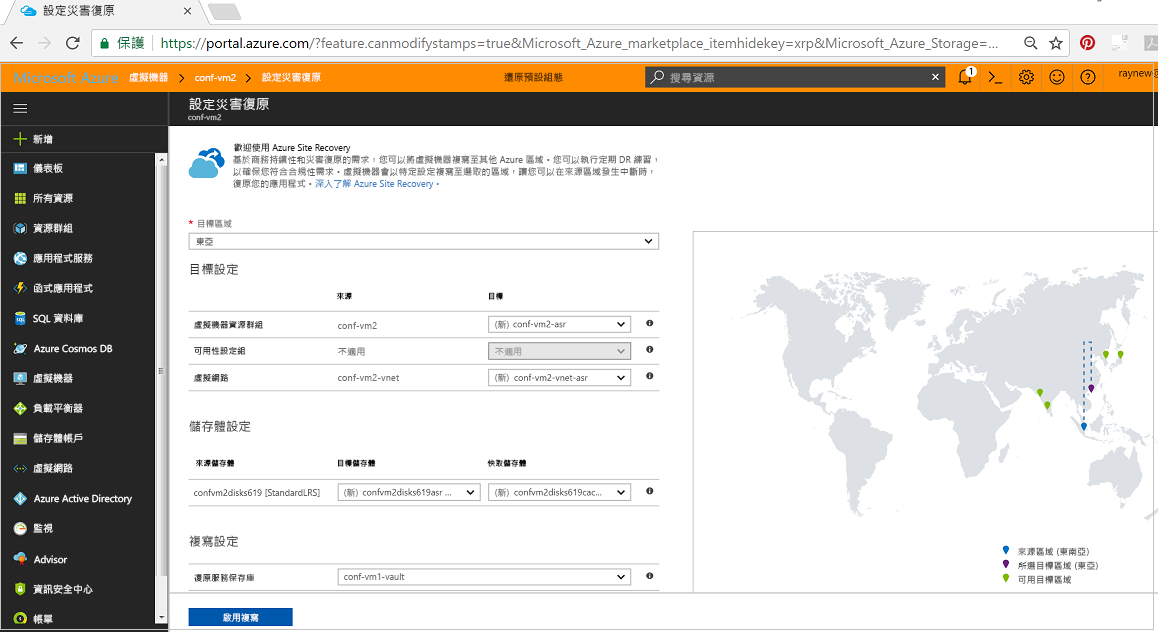 設定災害復原
保護 https://portal.azure.com/?feature.canmodifystamps=true&Microsoft_Azure_marketplace_itemhidekey=xrp&Microsoft_Azure_Storage=...
Microsoft Azure 虛擬機器 conf-vm2 設定災害復原 還原預設組態 搜尋資源 1 raynew@
設定災害復原
conf-vm2
新增
儀表板
所有資源
資源群組
應用程式服務
函式應用程式
SQL 資料庫
Azure Cosmos DB
虛擬機器
負載平衡器
儲存體帳戶
虛擬網路
Azure Active Directory
監視
Advisor
資訊安全中心
帳單
歡迎使用 Azure Site Recovery
基於商務持續性和災害復原的需求，您可以將虛擬機器複寫至其他 Azure 區域。您可以執行定期 DR 練習，
以確保您符合合規性需求。虛擬機器會以特定設定複寫至選取的區域，讓您可以在來源區域發生中斷時，
復原您的應用程式。深入了解 Azure Site Recovery。
* 目標區域
東亞
目標設定
來源 目標
虛擬機器資源群組 conf-vm2 (新) conf-vm2-asr
可用性設定組 不適用 不適用
虛擬網路 conf-vm2-vnet (新) conf-vm2-vnet-asr
儲存體設定
來源儲存體 目標儲存體 快取儲存體
confvm2disks619 [StandardLRS] (新) confvm2disks619asr ... (新) confvm2disks619cac...
複寫設定
復原服務保存庫 conf-vm1-vault
啟用複寫
來源區域 (東南亞)
所選目標區域 (東亞)
可用目標區域